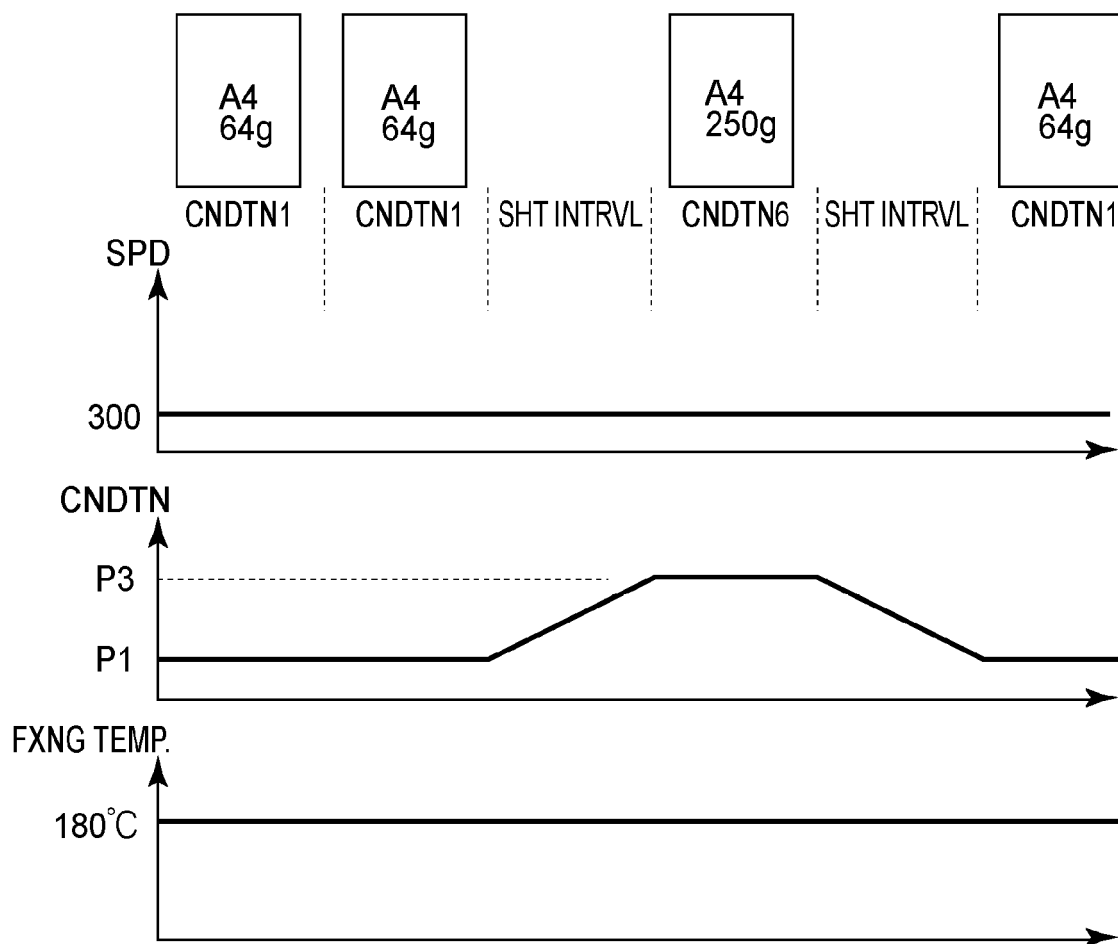 A4
64g
A4
64g
A4
250g
A4
64g
CNDTN1
CNDTN1
SHT INTRVL
CNDTN6
SHT INTRVL
CNDTN1
SPD
300
CNDTN
P3
P1
FXNG TEMP.
180°C